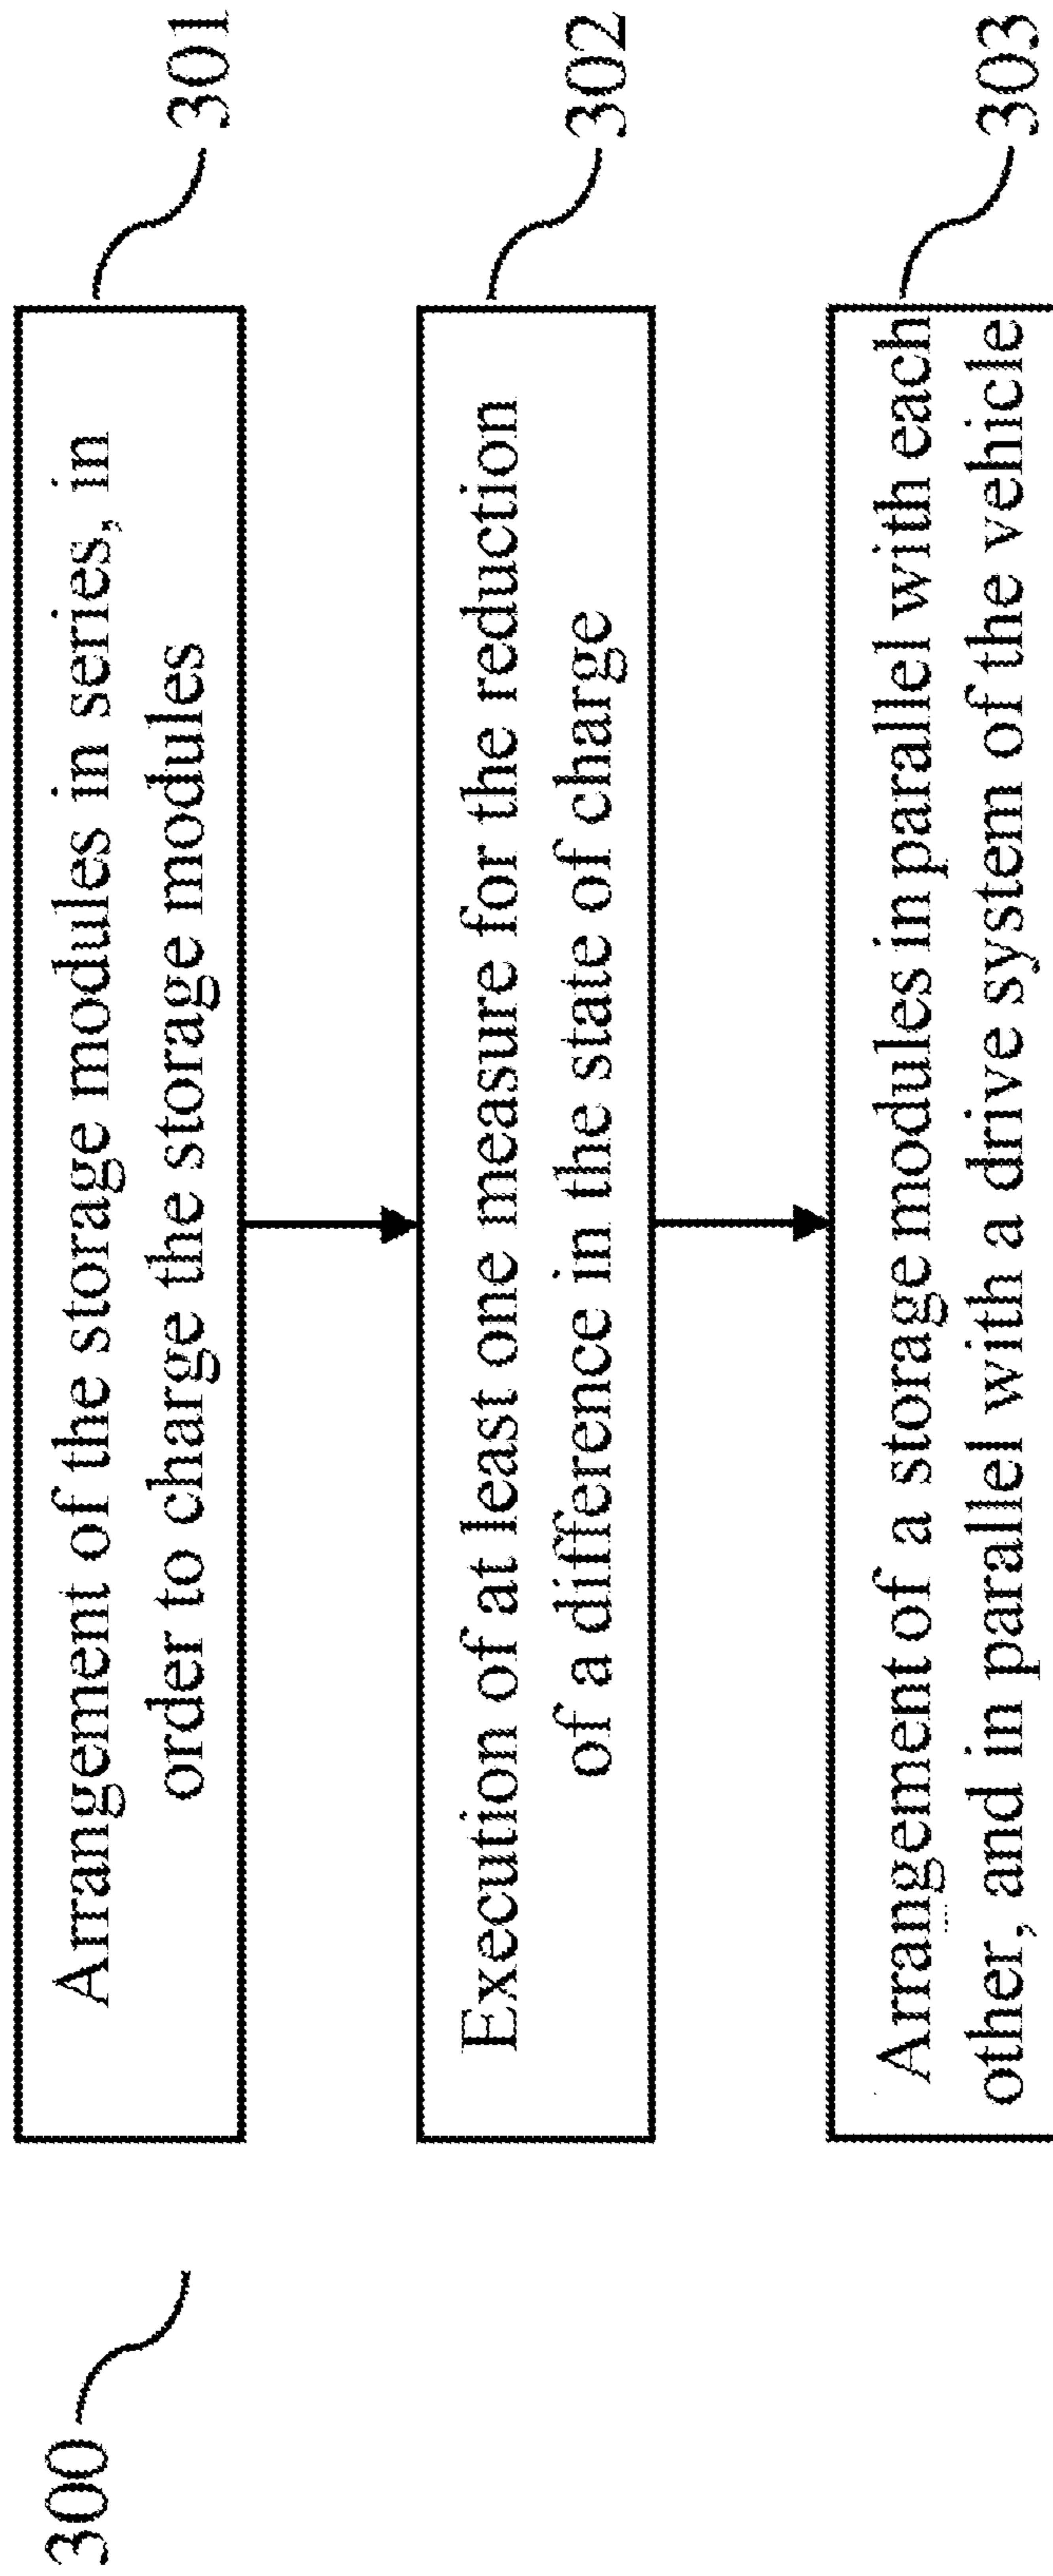 300
301
Arrangement of the storage modules in series, in
order to charge the storage modules
302
Execution of at least one measure for the reduction
of a difference in the state of charge
303
Arrangement of a storage modules in parallel with each
other, and in parallel with a drive system of the vehicle